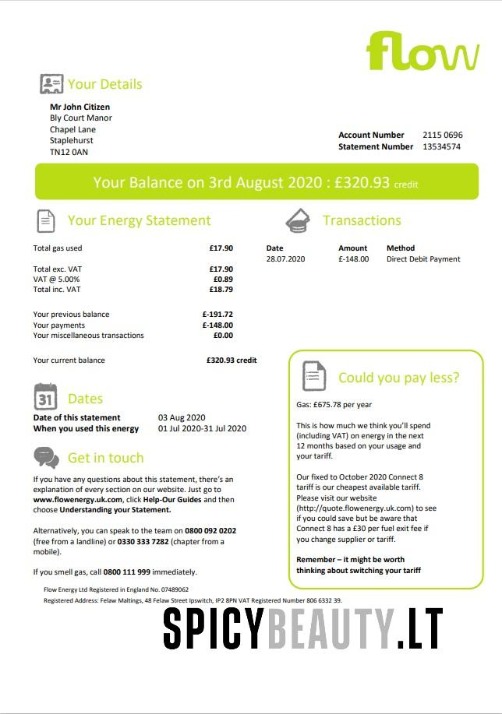 flow
Your Details
Mr John Citizen
Bly Court Manor
Chapel Lane
Staplehurst
TN12 0AN
Account Number 2115 0696
Statement Number 13534574
Your Balance on 3rd August 2020 : £320.93 credit
Your Energy Statement
Total gas used £17.90
Total exc. VAT £17.90
VAT @ 5.00% £0.89
Total inc. VAT £18.79
Your previous balance £-191.72
Your payments £-148.00
Your miscellaneous transactions £0.00
Your current balance £320.93 credit
Transactions
Date Amount Method
28.07.2020 £-148.00 Direct Debit Payment
31
Dates
Date of this statement 03 Aug 2020
When you used this energy 01 Jul 2020-31 Jul 2020
Get in touch
If you have any questions about this statement, there's an
explanation of every section on our website. Just go to
www.flowenergy.uk.com, click Help-Our Guides and then
choose Understanding your Statement.
Alternatively, you can speak to the team on 0800 092 0202
(free from a landline) or 0330 333 7282 (chapter from a
mobile).
If you smell gas, call 0800 111 999 immediately.
Could you pay less?
Gas: £675.78 per year
This is how much we think you'll spend
(including VAT) on energy in the next
12 months based on your usage and
your tariff.
Our fixed to October 2020 Connect 8
tariff is our cheapest available tariff.
Please visit our website
(http://quote.flowenergy.uk.com) to see
if you could save but be aware that
Connect 8 has a £30 per fuel exit fee if
you change supplier or tariff.
Remember – it might be worth
thinking about switching your tariff
Flow Energy Ltd Registered in England No. 07489062
Registered Address: Felaw Maltings, 48 Felaw Street Ipswitch, IP2 8PN VAT Registered Number 806 6332 39.
SPICYBEAUTY.LT